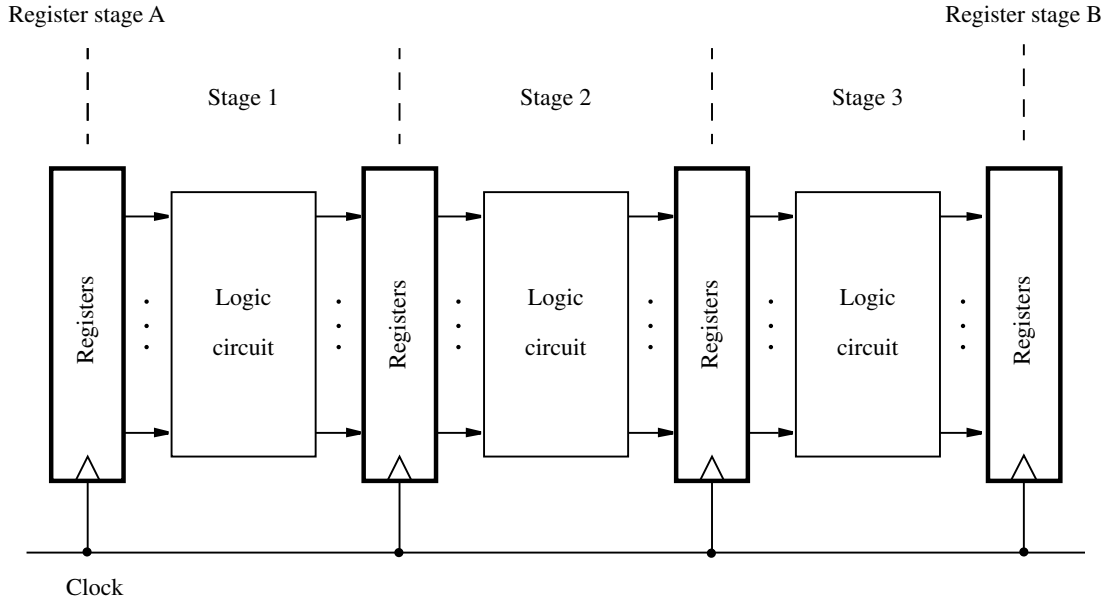 Register stage A
Register stage B
Stage 1
Stage 2
Stage 3
Registers
Logic
circuit
Registers
Logic
circuit
Registers
Logic
circuit
Registers
Clock